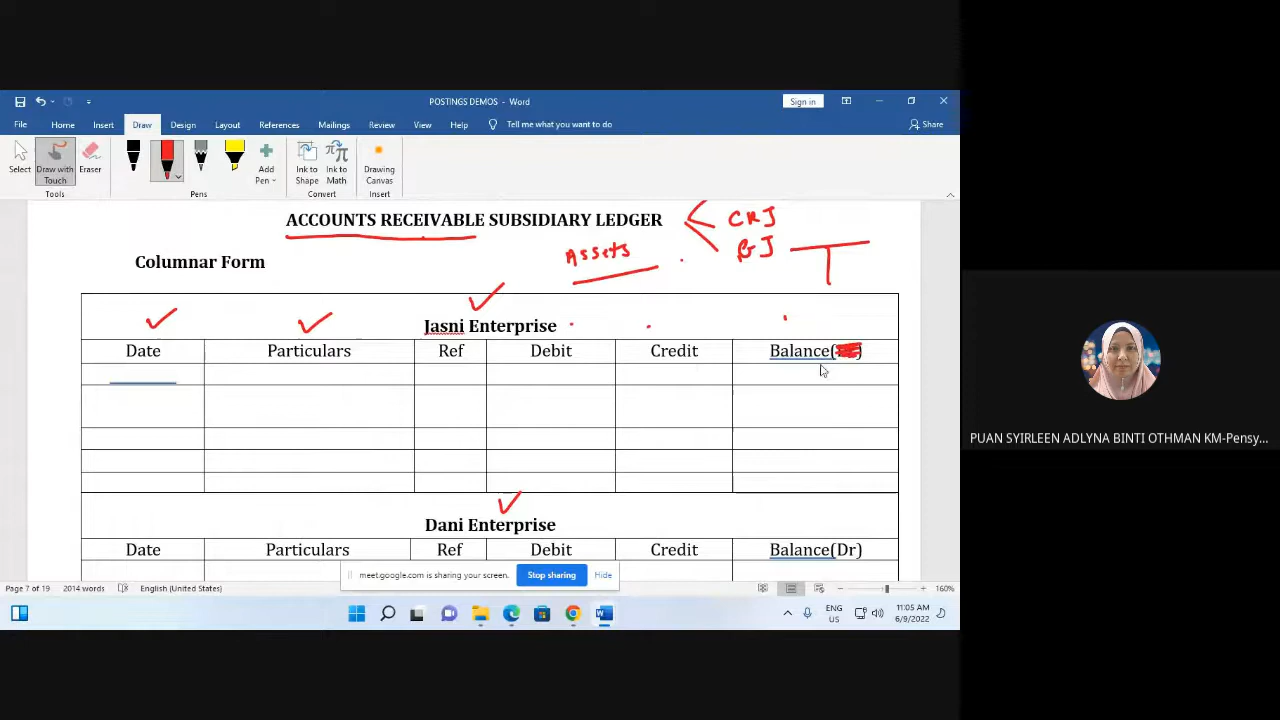 POSTINGS DEMOS - Word
Sign in
File Home Insert Draw Design Layout References Mailings Review View Help Tell me what you want to do Share
Select Draw with Touch Eraser Add Pen Ink to Shape Ink to Math Drawing Canvas
Tools Pens Convert Insert
ACCOUNTS RECEIVABLE SUBSIDIARY LEDGER
CRJ
GJ
Assets
Columnar Form
Jasni Enterprise
Date Particulars Ref Debit Credit Balance( )
Dani Enterprise
Date Particulars Ref Debit Credit Balance(Dr)
meet.google.com is sharing your screen. Stop sharing Hide
Page 7 of 19 2014 words English (United States) 160%
ENG US 11:05 AM 6/9/2022
PUAN SYIRLEEN ADLYNA BINTI OTHMAN KM-Pensy...